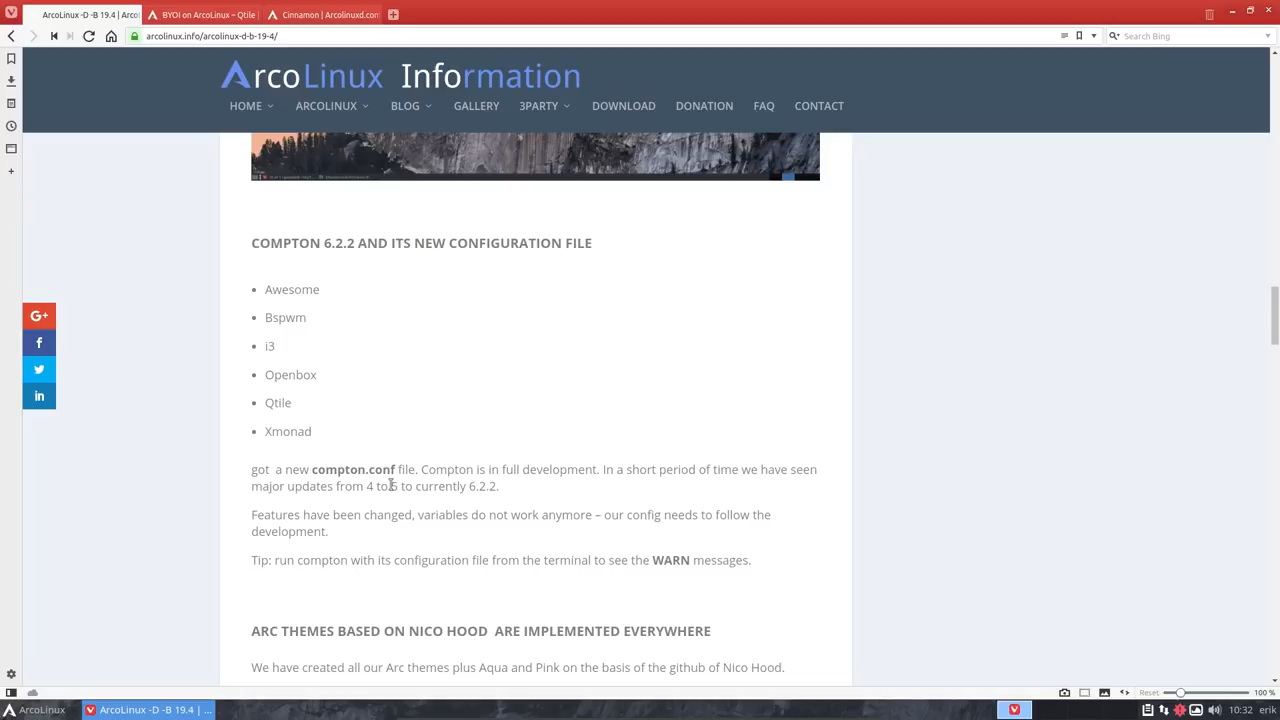 ArcoLinux -D -B 19.4 | Arco
BYOI on ArcoLinux – Qtile |
Cinnamon | Arcolinuxd.con
arcolinux.info/arcolinux-d-b-19-4/
Search Bing
ArcoLinux Information
HOME
ARCOLINUX
BLOG
GALLERY
3PARTY
DOWNLOAD
DONATION
FAQ
CONTACT
COMPTON 6.2.2 AND ITS NEW CONFIGURATION FILE
• Awesome
• Bspwm
• i3
• Openbox
• Qtile
• Xmonad
got a new compton.conf file. Compton is in full development. In a short period of time we have seen
major updates from 4 to 5 to currently 6.2.2.
Features have been changed, variables do not work anymore – our config needs to follow the
development.
Tip: run compton with its configuration file from the terminal to see the WARN messages.
ARC THEMES BASED ON NICO HOOD ARE IMPLEMENTED EVERYWHERE
We have created all our Arc themes plus Aqua and Pink on the basis of the github of Nico Hood.
G+
f
in
Reset:
100 %
ArcoLinux
ArcoLinux -D -B 19.4 | ...
10:32
erik